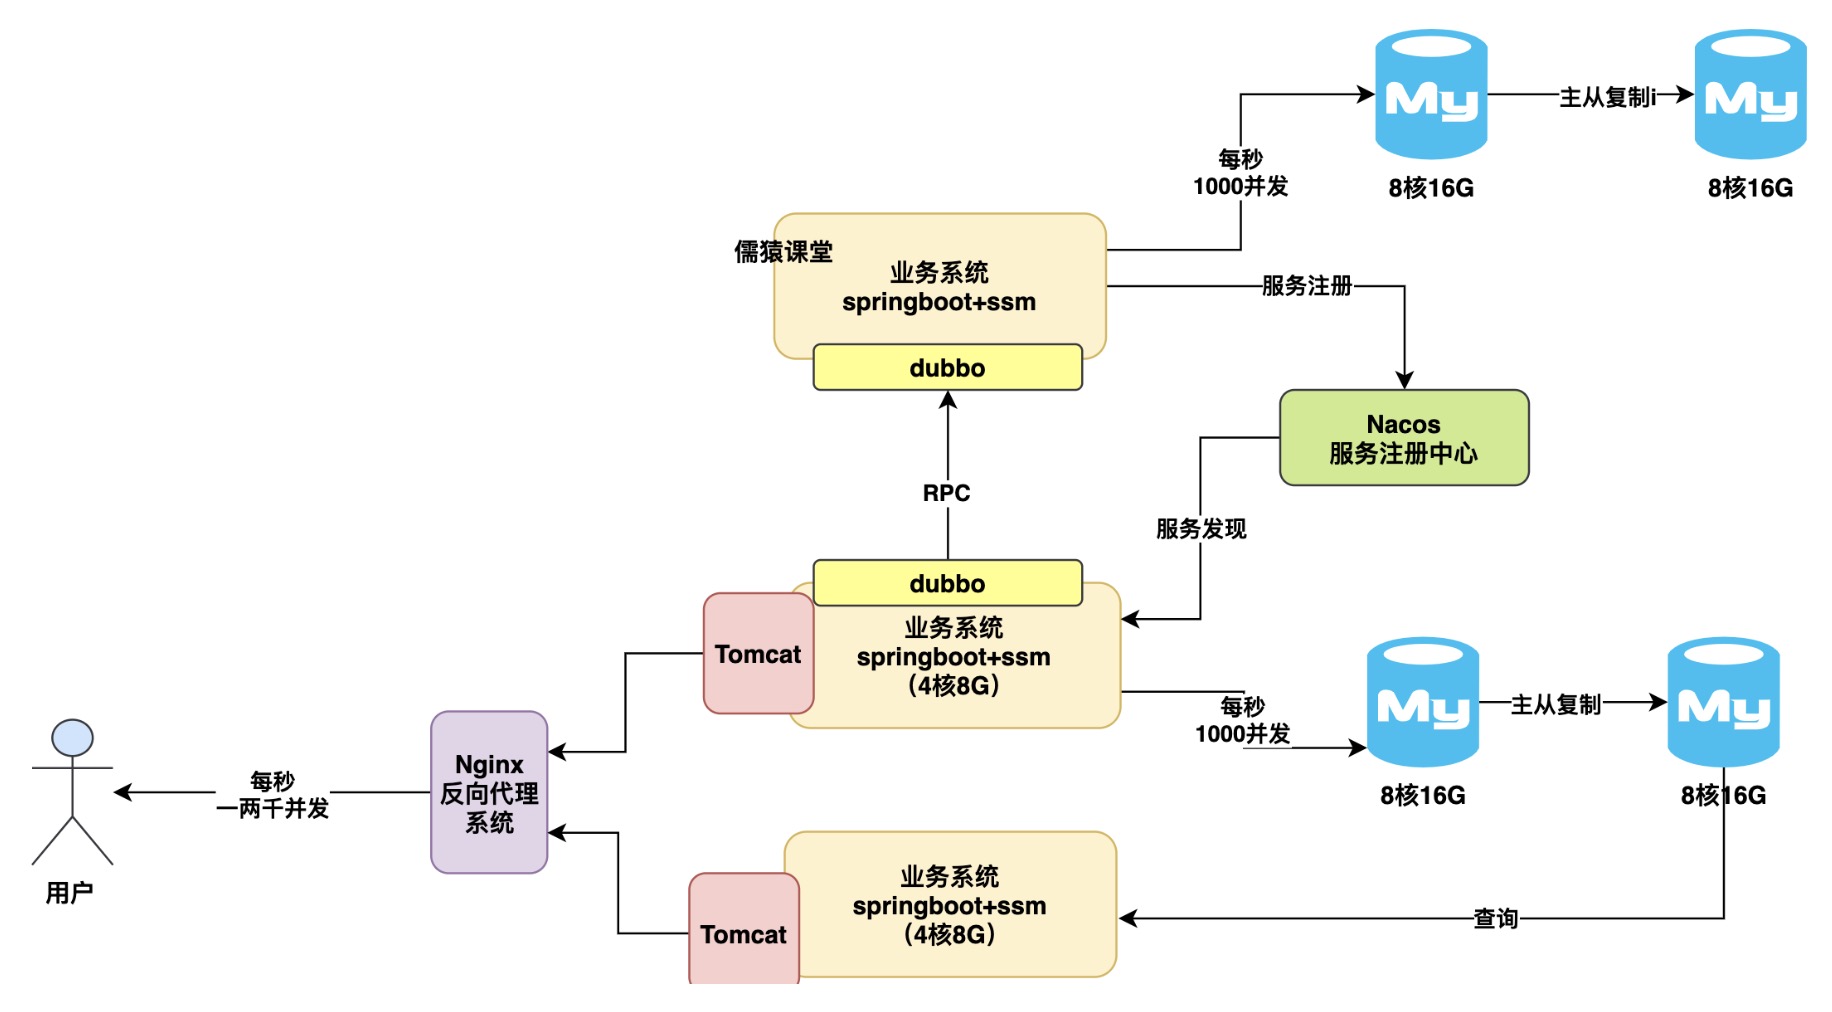 My
主从复制i
My
8核16G
8核16G
每秒
1000并发
儒猿课堂
业务系统
springboot+ssm
dubbo
服务注册
Nacos
服务注册中心
RPC
服务发现
dubbo
Tomcat
业务系统
springboot+ssm
（4核8G）
每秒
1000并发
My
主从复制
My
8核16G
8核16G
用户
每秒
一两千并发
Nginx
反向代理
系统
Tomcat
业务系统
springboot+ssm
（4核8G）
查询